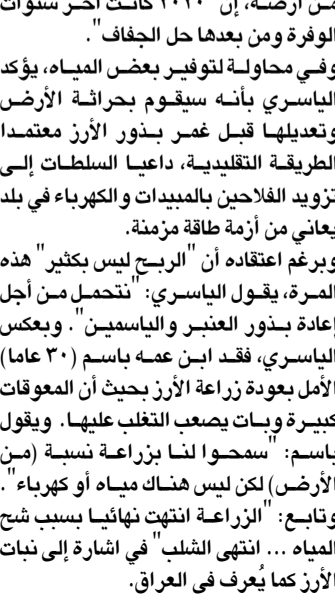 من أرضه، إن "٢٠٢٠ كانت آخر سنوات
الوفرة ومن بعدها حل الجفاف".
وفي محاولة لتوفير بعض المياه، يؤكد
الياسري بأنه سيقوم بحراثة الأرض
وتعديلها قبل غمر بذور الأرز معتمدا
الطريقة التقليدية، داعيا السلطات إلى
تزويد الفلاحين بالمبيدات والكهرباء في بلد
يعاني من أزمة طاقة مزمنة.
وبرغم اعتقاده أن "الربح ليس بكثير" هذه
المرة، يقول الياسري: "نتحمل من أجل
إعادة بذور العنبر والياسمين". وبعكس
الياسري، فقد ابن عمه باسم (٣٠ عاما)
الأمل بعودة زراعة الأرز بحيث أن المعوقات
كبيرة وبات يصعب التغلب عليها. ويقول
باسم: "سمحوا لنا بزراعة نسبة (من
الأرض) لكن ليس هناك مياه أو كهرباء".
وتابع: "الزراعة انتهت نهائيا بسبب شح
المياه ... انتهى الشلب" في اشارة إلى نبات
الأرز كما يُعرف في العراق.